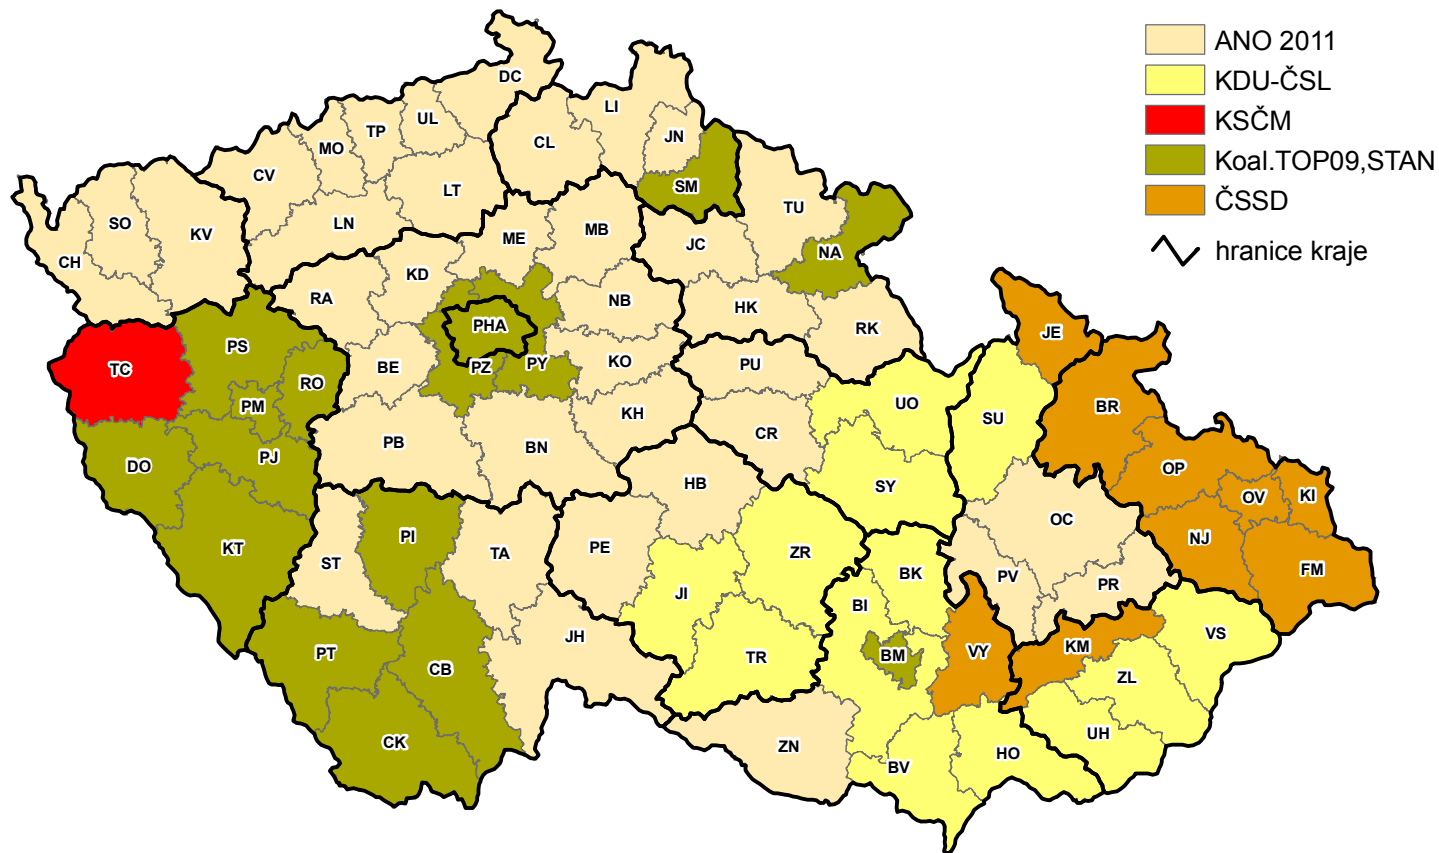 ANO 2011
KDU-ČSL
KSČM
Koal.TOP09,STAN
ČSSD
hranice kraje
DC
LI
UL
TP
JN
MO
CL
CV
SM
LT
TU
SO
LN
MB
KV
ME
JC
NA
CH
KD
RA
NB
HK
PHA
RK
PS
KO
PU
PY
BE
PZ
TC
RO
JE
UO
PM
BR
KH
SU
CR
PB
BN
PJ
DO
OP
HB
SY
KI
OV
OC
PI
NJ
KT
PE
TA
ZR
ST
FM
BK
PV
PR
JI
BI
VS
JH
KM
PT
VY
BM
TR
CB
ZL
UH
CK
ZN
HO
BV